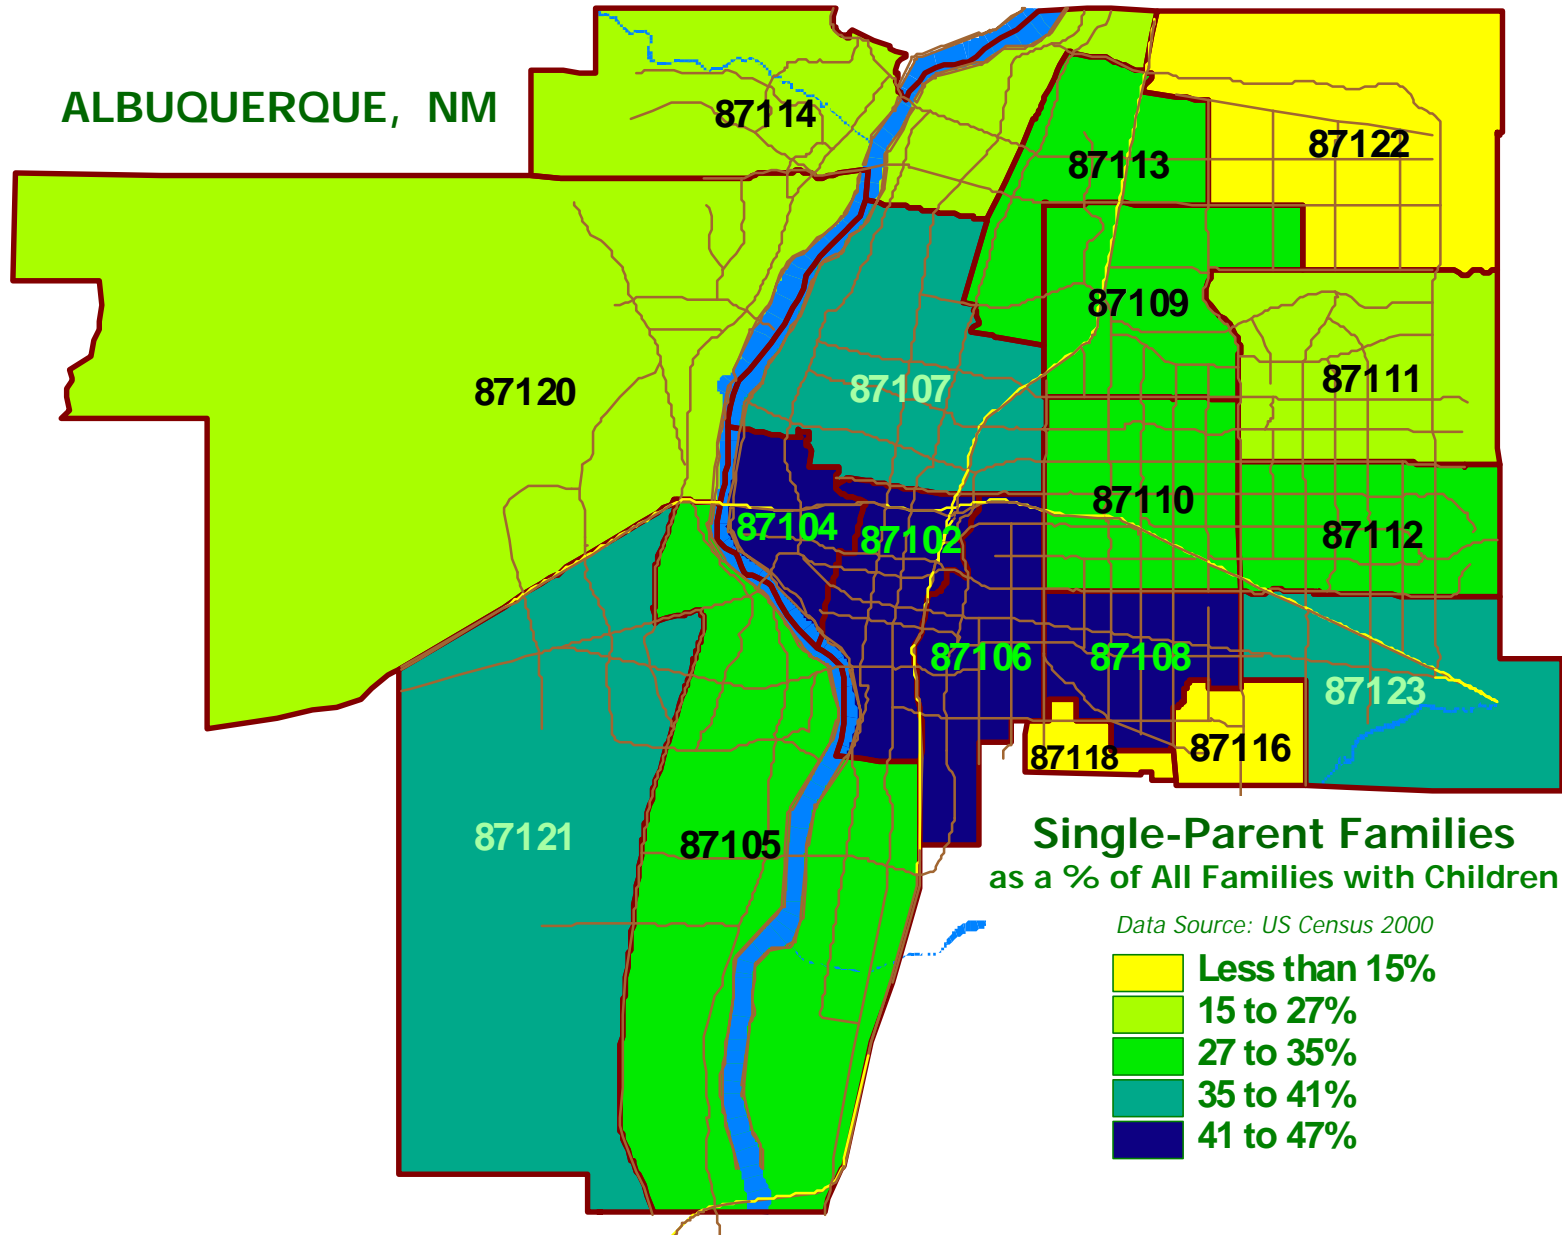 ALBUQUERQUE, NM
87114
87122
87113
87109
87111
87120
87107
87110
87104
87102
87112
87106
87108
87123
87116
87118
87121
87105
Single-Parent Families
as a % of All Families with Children
Data Source: US Census 2000
Less than 15%
15 to 27%
27 to 35%
35 to 41%
41 to 47%